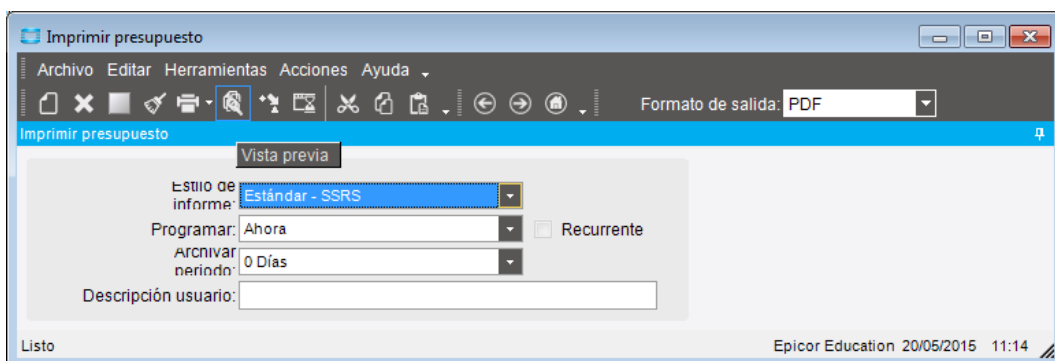 Imprimir presupuesto
Archivo Editar Herramientas Acciones Ayuda
Formato de salida: PDF
Imprimir presupuesto
Vista previa
Estilo de
informe: Estándar - SSRS
Programar: Ahora Recurrente
Archivar
periodo: 0 Días
Descripción usuario:
Listo Epicor Education 20/05/2015 11:14